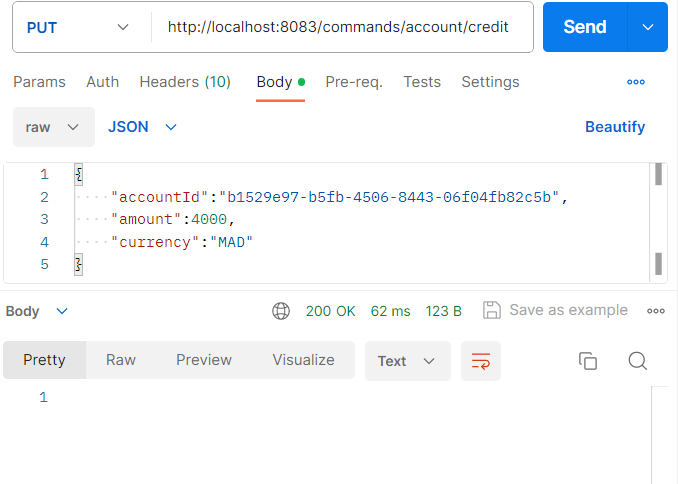 PUT http://localhost:8083/commands/account/credit Send
Params Auth Headers (10) Body Pre-req. Tests Settings
raw JSON Beautify
1 {
2 "accountId":"b1529e97-b5fb-4506-8443-06f04fb82c5b",
3 "amount":4000,
4 "currency":"MAD"
5 }
Body 200 OK 62 ms 123 B Save as example
Pretty Raw Preview Visualize Text
1